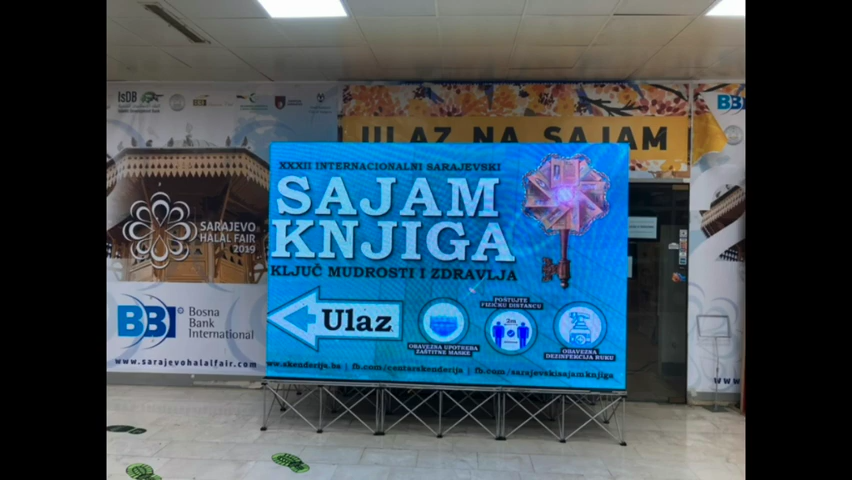 IsDB
BBI
ULAZ NA SAJAM
XXXII INTERNACIONALNI SARAJEVSKI
SAJAM
KNJIGA
KLJUČ MUDROSTI I ZDRAVLJA
Ulaz
OBAVEZNA UPOTREBA
ZAŠTITNE MASKE
POŠTUJTE
FIZIČKU DISTANCU
2m
OBAVEZNA
DEZINFEKCIJA RUKU
www.skenderija.ba | fb.com/centarskenderija | fb.com/sarajevskisajamknjiga
SARAJEVO
HALAL FAIR
2019
BBI
Bosna
Bank
International
www.sarajevohalalfair.com